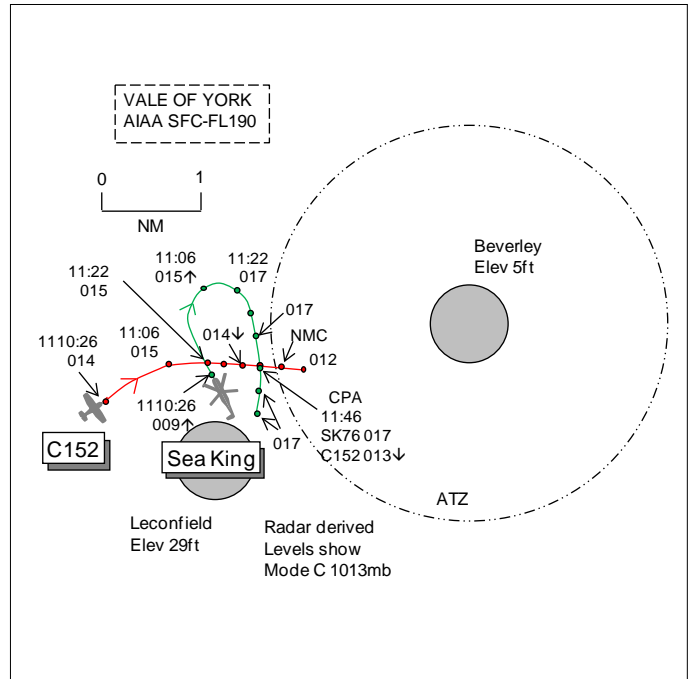 VALE OF YORK
AIAA SFC-FL190
0 1
NM
Beverley
Elev 5ft
11:06
015↑
11:22
017
11:22
015
017
014↓
NMC
012
11:06
015
1110:26
014
CPA
11:46
SK76 017
C152 013↓
1110:26
009↑
017
C152
Sea King
ATZ
Leconfield
Elev 29ft
Radar derived
Levels show
Mode C 1013mb